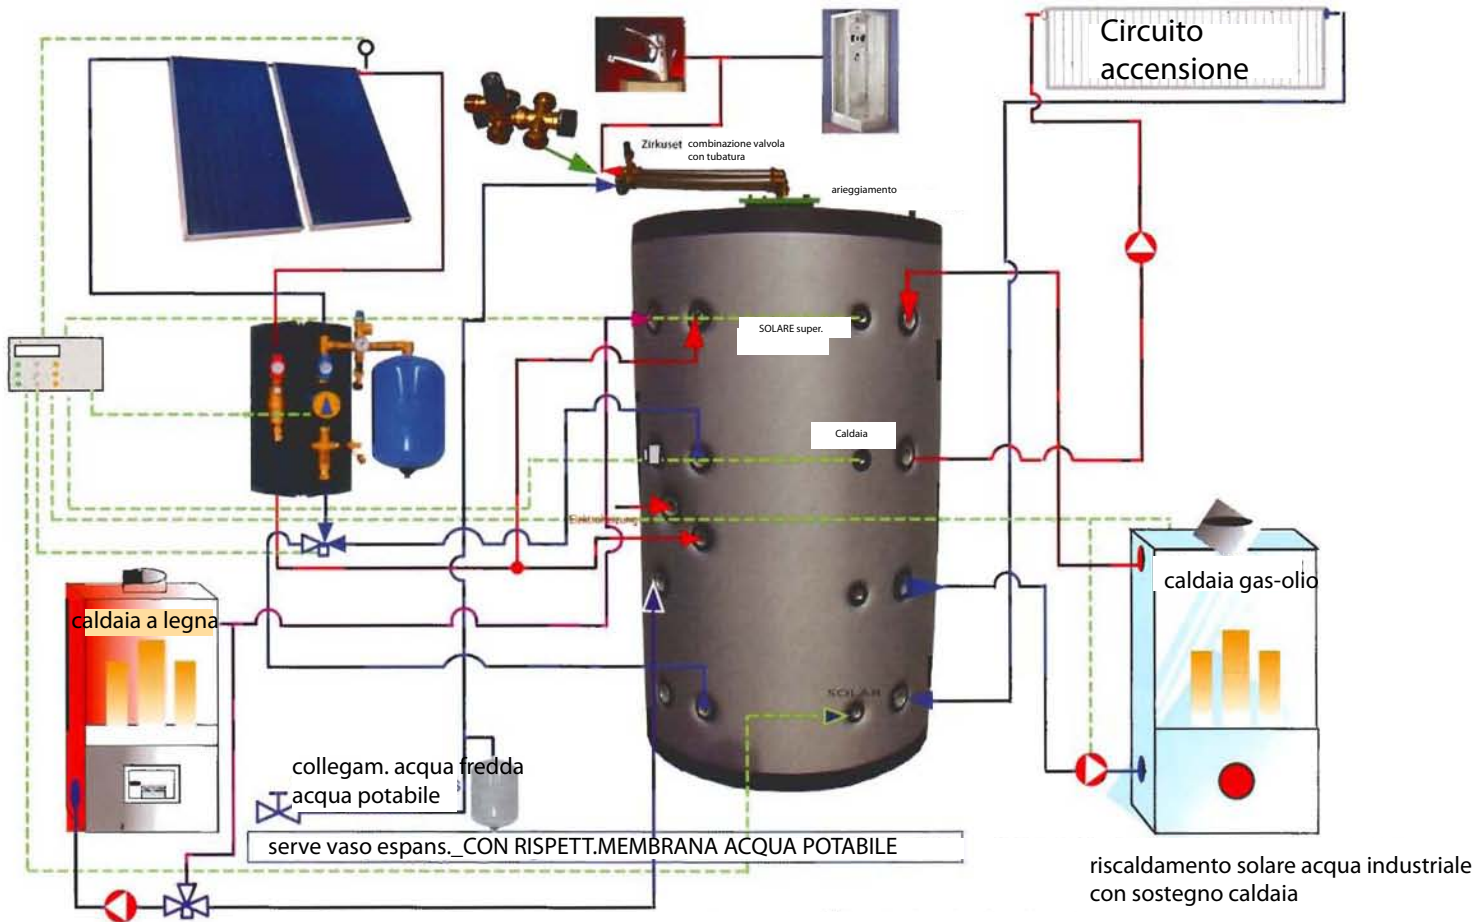 Circuito
accensione
Zirkuset combinazione valvola
con tubatura
arieggiamento
SOLARE super.
Caldaia
Elektroheizung
caldaia a legna
caldaia gas-olio
SOLAR
collegam. acqua fredda
acqua potabile
serve vaso espans._CON RISPETT.MEMBRANA ACQUA POTABILE
riscaldamento solare acqua industriale
con sostegno caldaia